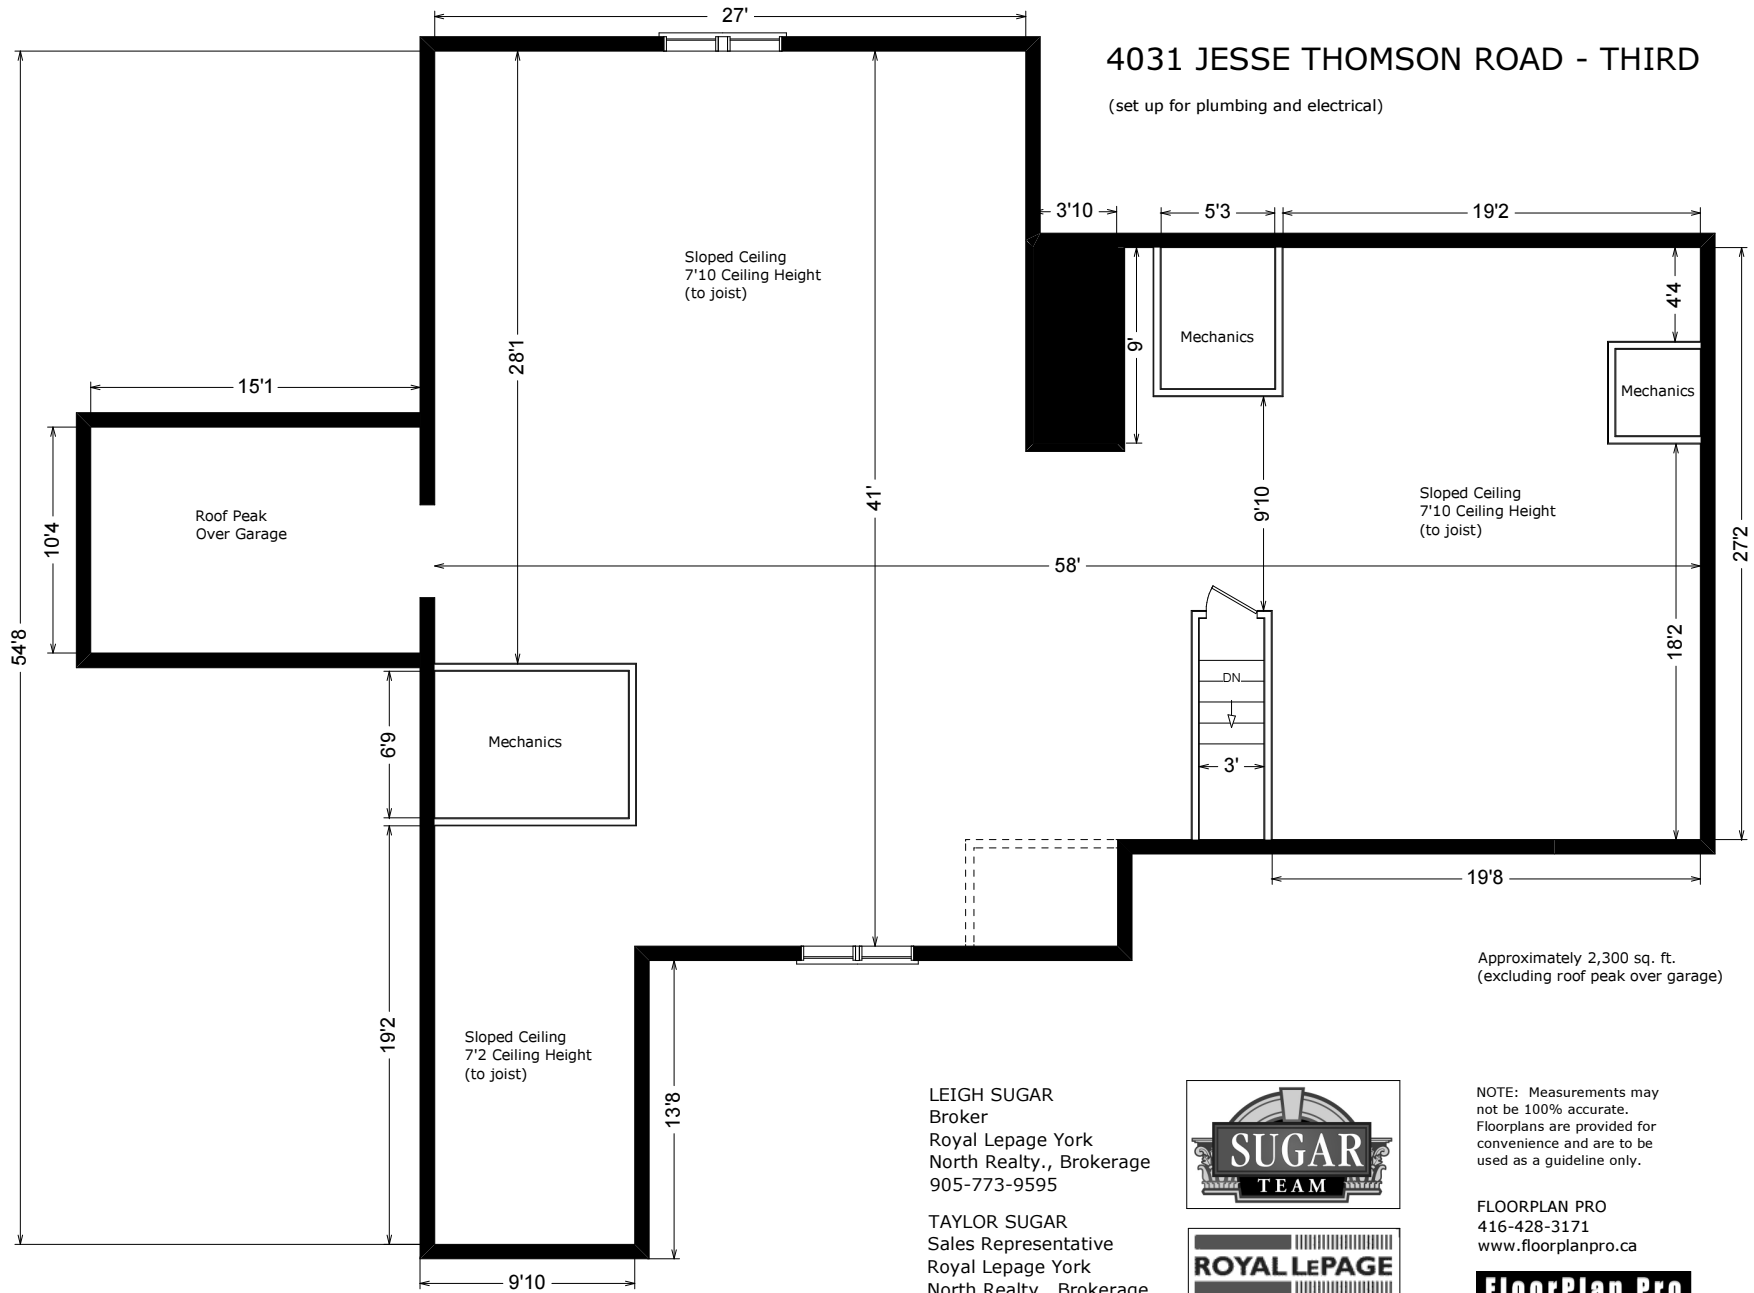 27'
4031 JESSE THOMSON ROAD - THIRD
(set up for plumbing and electrical)
3'10
5'3
19'2
Sloped Ceiling
7'10 Ceiling Height
(to joist)
4'4
9'
Mechanics
28'1
15'1
Mechanics
41'
9'10
Sloped Ceiling
7'10 Ceiling Height
(to joist)
Roof Peak
Over Garage
10'4
27'2
58'
54'8
18'2
DN
Mechanics
6'9
3'
19'8
Approximately 2,300 sq. ft.
(excluding roof peak over garage)
19'2
Sloped Ceiling
7'2 Ceiling Height
(to joist)
13'8
9'10
LEIGH SUGAR
Broker
Royal Lepage York
North Realty., Brokerage
905-773-9595
TAYLOR SUGAR
Sales Representative
Royal Lepage York
North Realty., Brokerage
SUGAR
TEAM
ROYAL LEPAGE
NOTE: Measurements may
not be 100% accurate.
Floorplans are provided for
convenience and are to be
used as a guideline only.
FLOORPLAN PRO
416-428-3171
www.floorplanpro.ca
FloorPlan Pro